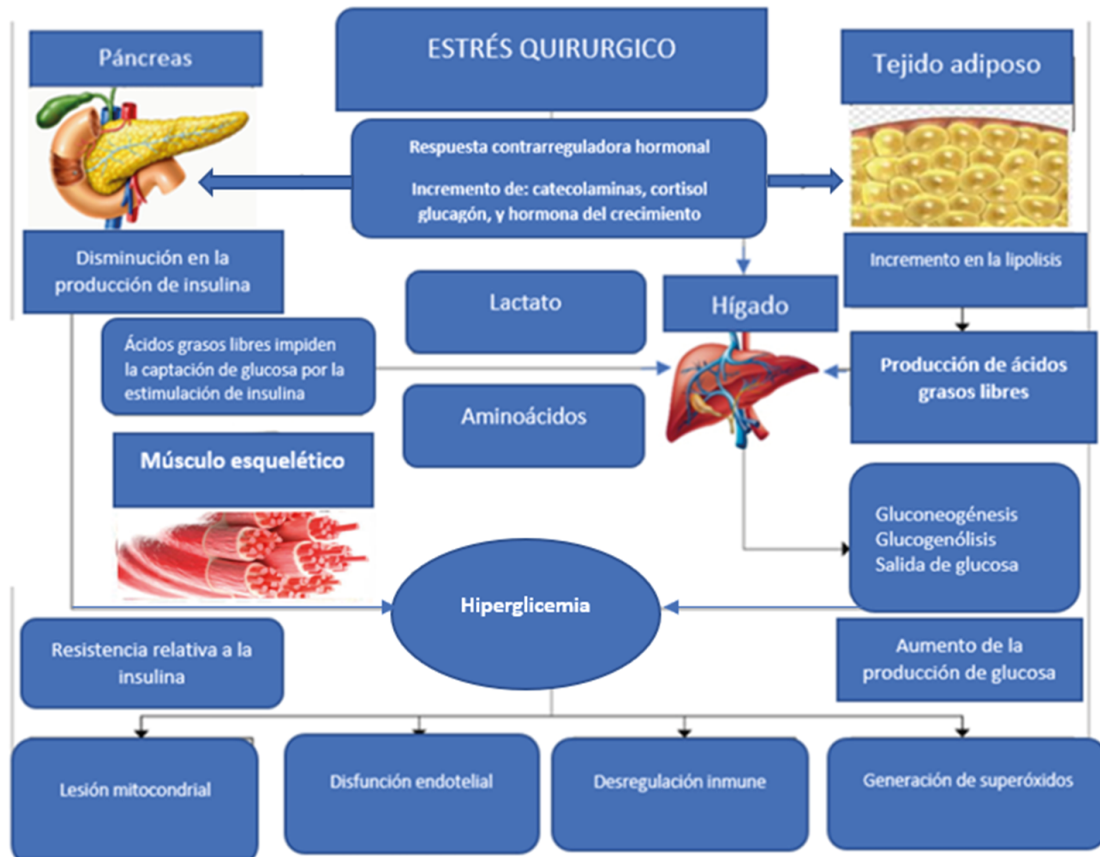 ESTRÉS QUIRURGICO
Páncreas
Tejido adiposo
Respuesta contrarreguladora hormonal
Incremento de: catecolaminas, cortisol
glucagón, y hormona del crecimiento
Disminución en la
producción de insulina
Incremento en la lipolisis
Lactato
Hígado
Ácidos grasos libres impiden
la captación de glucosa por la
estimulación de insulina
Producción de ácidos
grasos libres
Aminoácidos
Músculo esquelético
Gluconeogénesis
Glucogenólisis
Salida de glucosa
Hiperglicemia
Resistencia relativa a la
insulina
Aumento de la
producción de glucosa
Lesión mitocondrial
Disfunción endotelial
Desregulación inmune
Generación de superóxidos